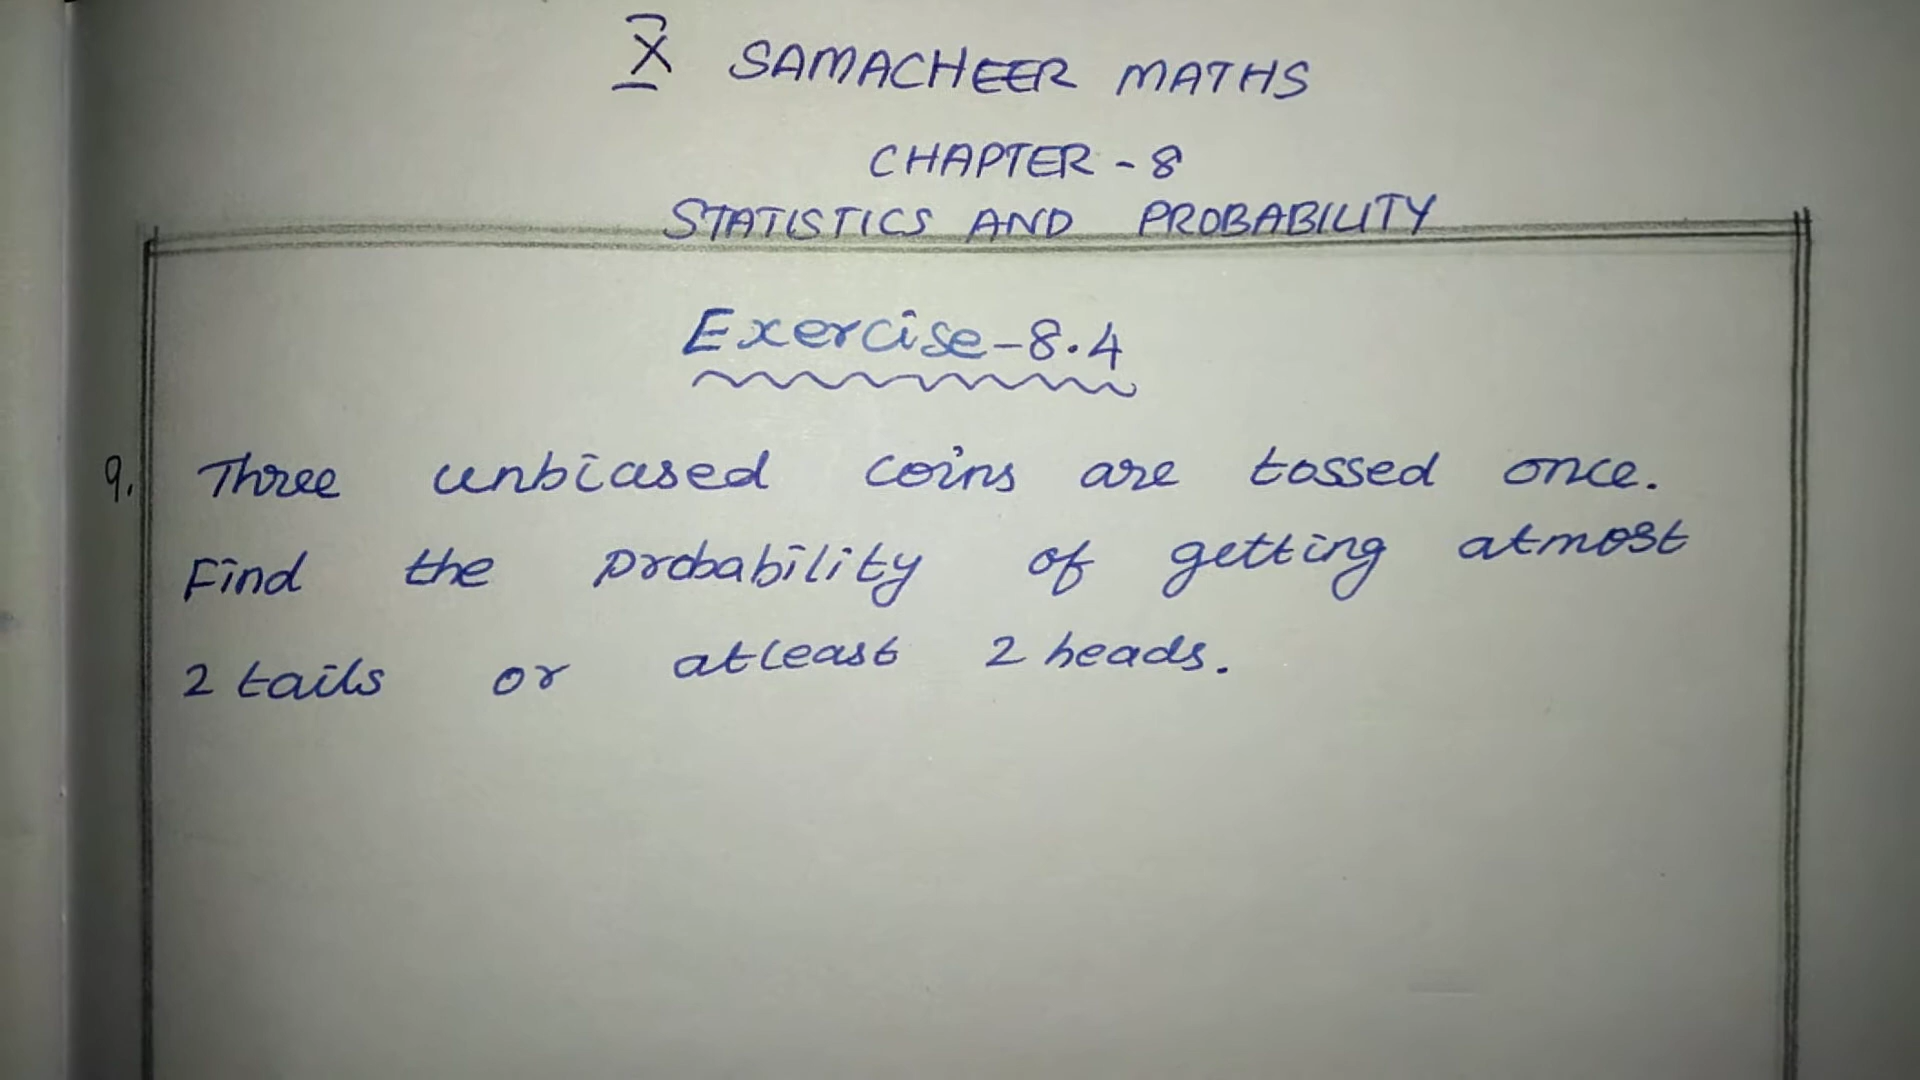 X SAMACHEER MATHS
CHAPTER - 8
STATISTICS AND PROBABILITY
Exercise-8.4
9. Three unbiased coins are tossed once.
Find the probability of getting atmost
2 tails or atleast 2 heads.